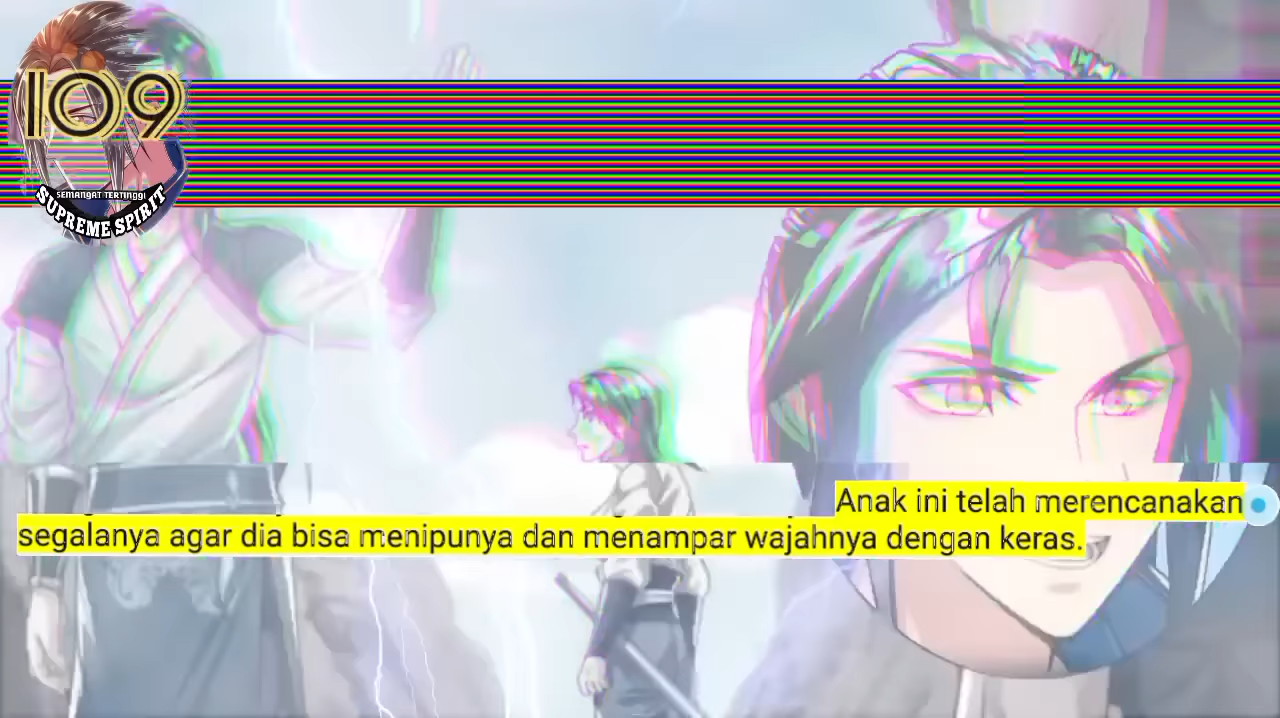 109
SEMANGAT TERTINGGI
SUPREME SPIRIT
Anak ini telah merencanakan
segalanya agar dia bisa menipunya dan menampar wajahnya dengan keras.